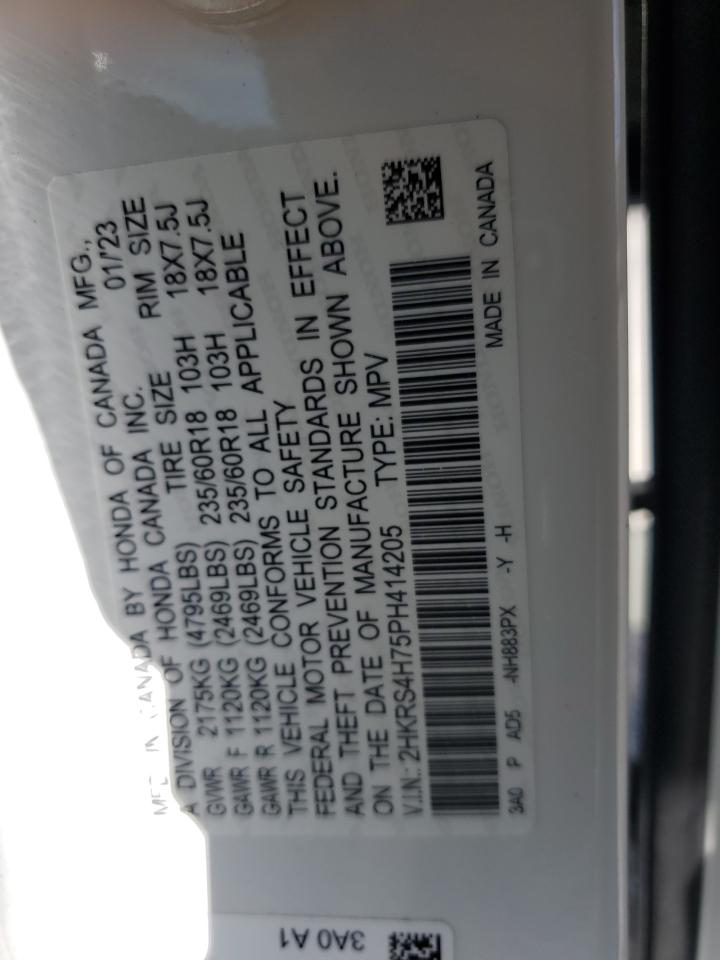 MFD IN CANADA BY HONDA OF CANADA MFG.,
A DIVISION OF HONDA CANADA INC. 01/'23
TIRE SIZE RIM SIZE
GVWR 2175KG (4795LBS)
GAWR F 1120KG (2469LBS) 235/60R18 103H 18X7.5J
GAWR R 1120KG (2469LBS) 235/60R18 103H 18X7.5J
THIS VEHICLE CONFORMS TO ALL APPLICABLE
FEDERAL MOTOR VEHICLE SAFETY
AND THEFT PREVENTION STANDARDS IN EFFECT
ON THE DATE OF MANUFACTURE SHOWN ABOVE.
V.I.N: 2HKRS4H75PH414205 TYPE: MPV
3A0 P AD5 -NH883PX -Y -H MADE IN CANADA
3A0 A1